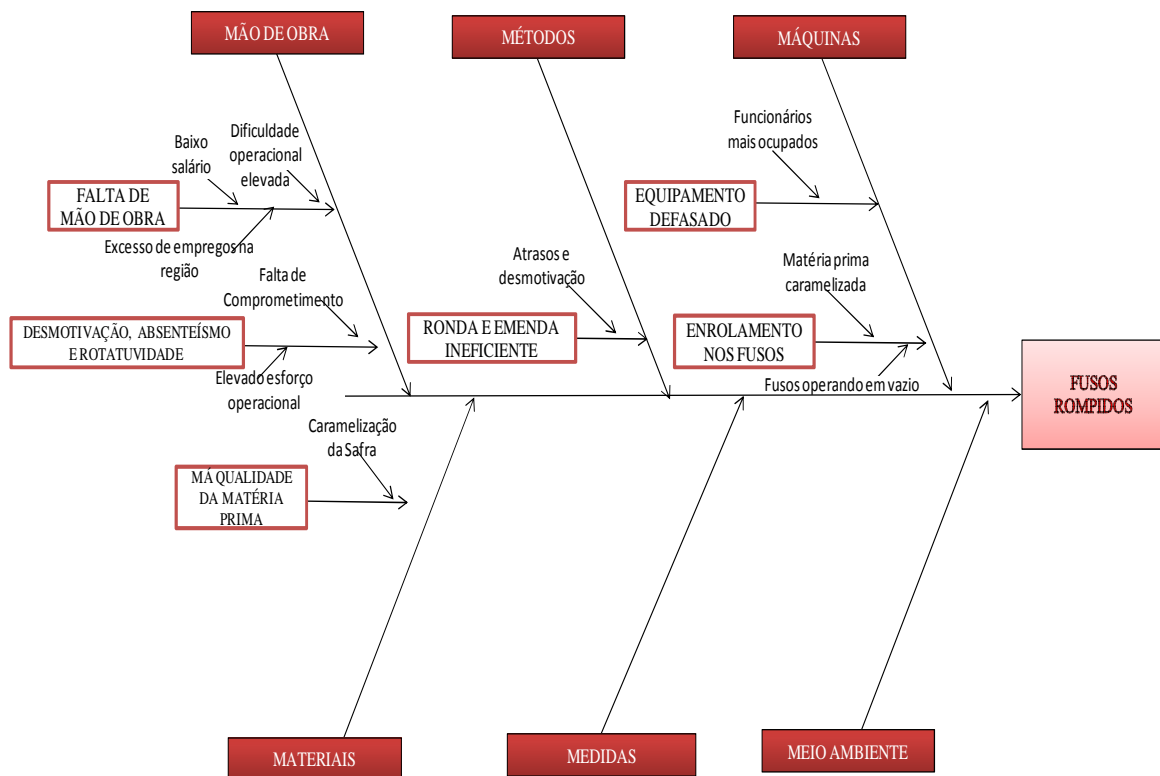 MÃO DE OBRA
MÉTODOS
MÁQUINAS
Baixo
salário
Dificuldade
operacional
elevada
FALTA DE
MÃO DE OBRA
Excesso de empregos na
região
Falta de
Comprometimento
DESMOTIVAÇÃO, ABSENTEÍSMO
E ROTATUVIDADE
Elevado esforço
operacional
Atrasos e
desmotivação
RONDA E EMENDA
INEFICIENTE
Funcionários
mais ocupados
EQUIPAMENTO
DEFASADO
Matéria prima
caramelizada
ENROLAMENTO
NOS FUSOS
Fusos operando em vazio
FUSOS
ROMPIDOS
Caramelização
da Safra
MÁ QUALIDADE
DA MATÉRIA
PRIMA
MATERIAIS
MEDIDAS
MEIO AMBIENTE